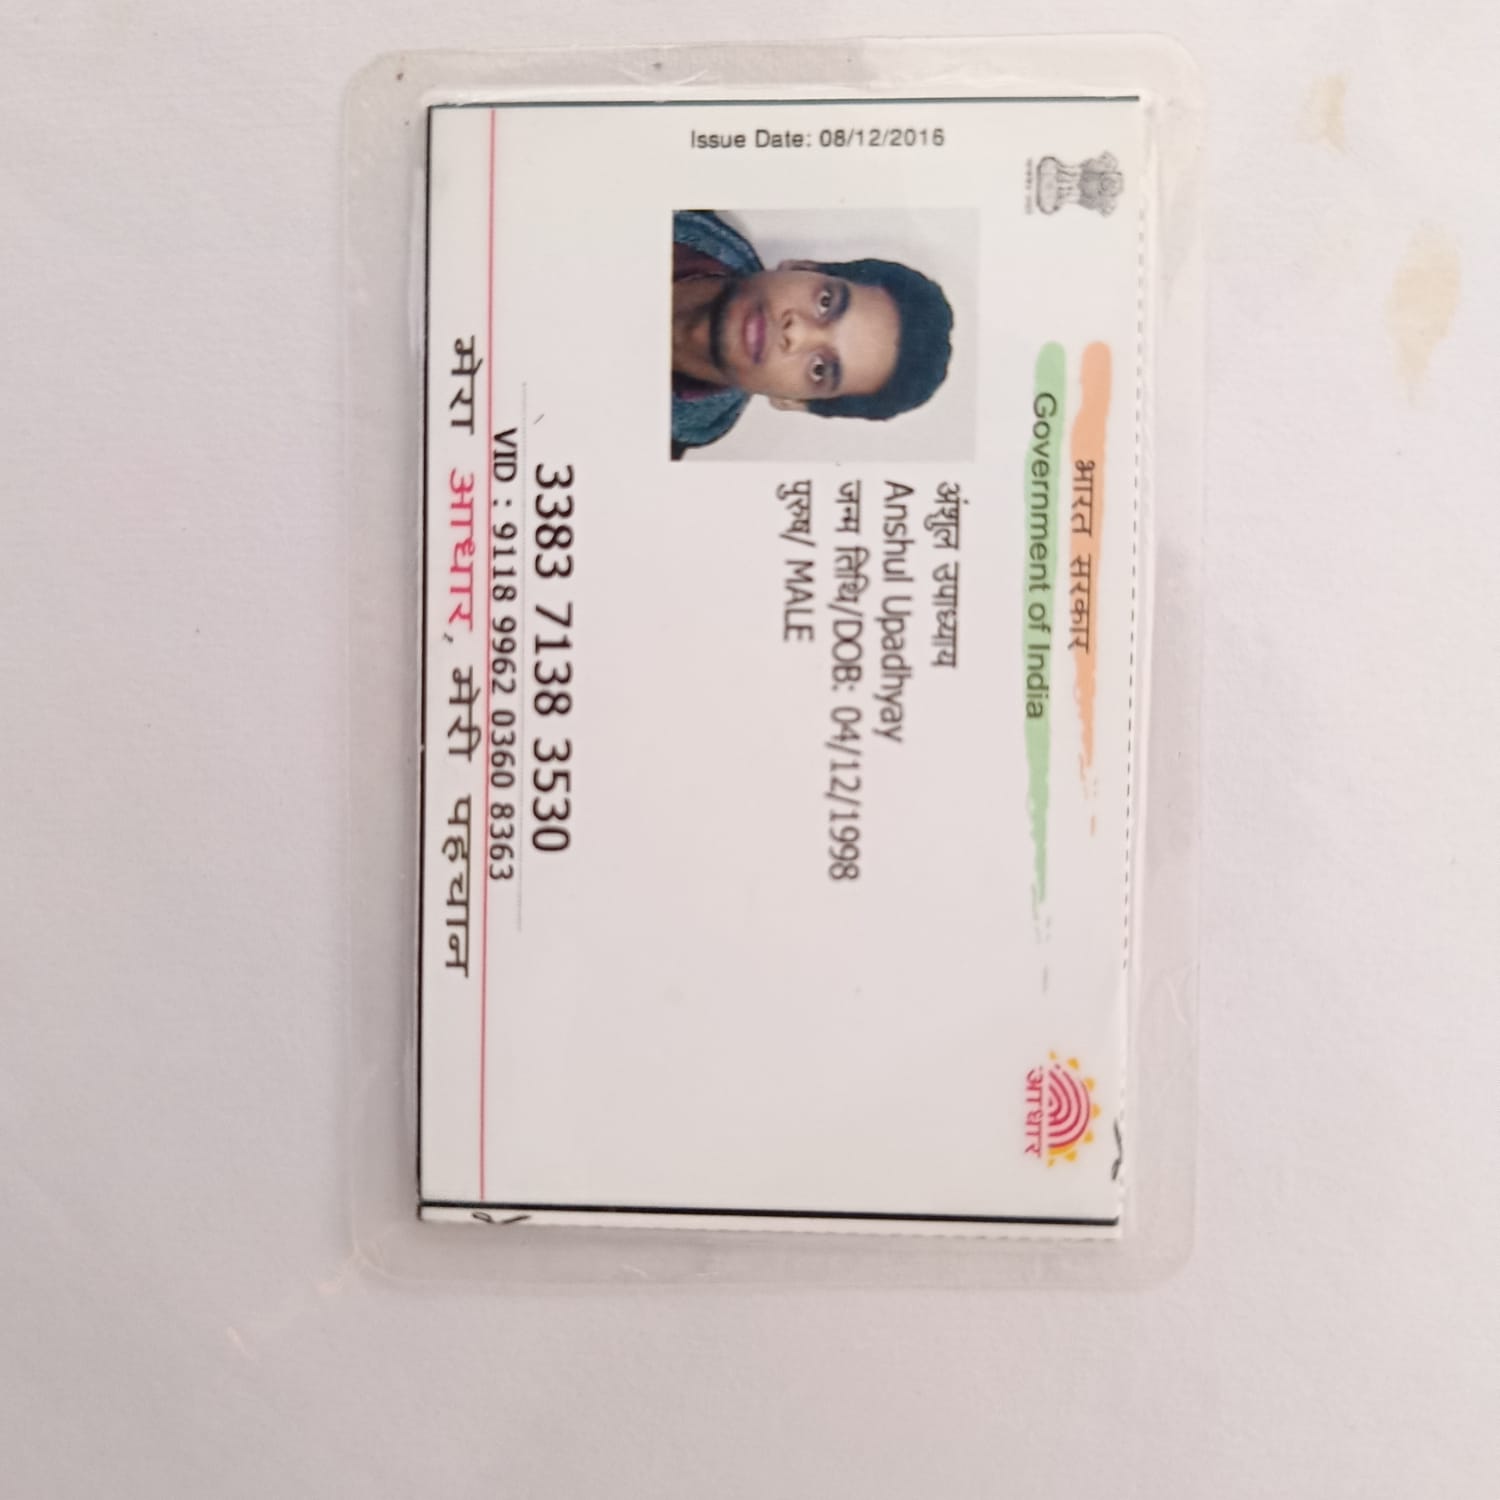 भारत सरकार
Government of India
Issue Date: 08/12/2016
अंशुल उपाध्याय
Anshul Upadhyay
जन्म तिथि/DOB: 04/12/1998
पुरुष/ MALE
3383 7138 3530
VID : 9118 9962 0360 8363
मेरा आधार, मेरी पहचान
आधार